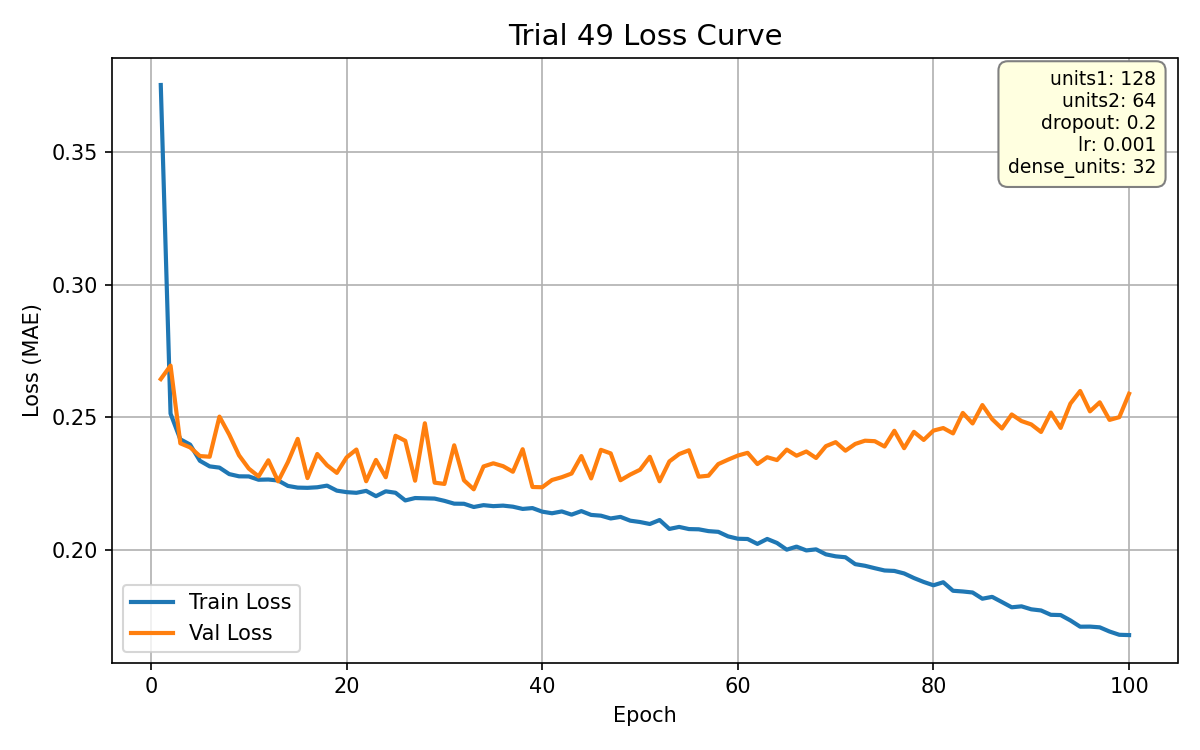 Trial 49 Loss Curve
units1: 128
units2: 64
dropout: 0.2
lr: 0.001
dense_units: 32
Loss (MAE)
0.35
0.30
0.25
0.20
Train Loss
Val Loss
0 20 40 60 80 100
Epoch